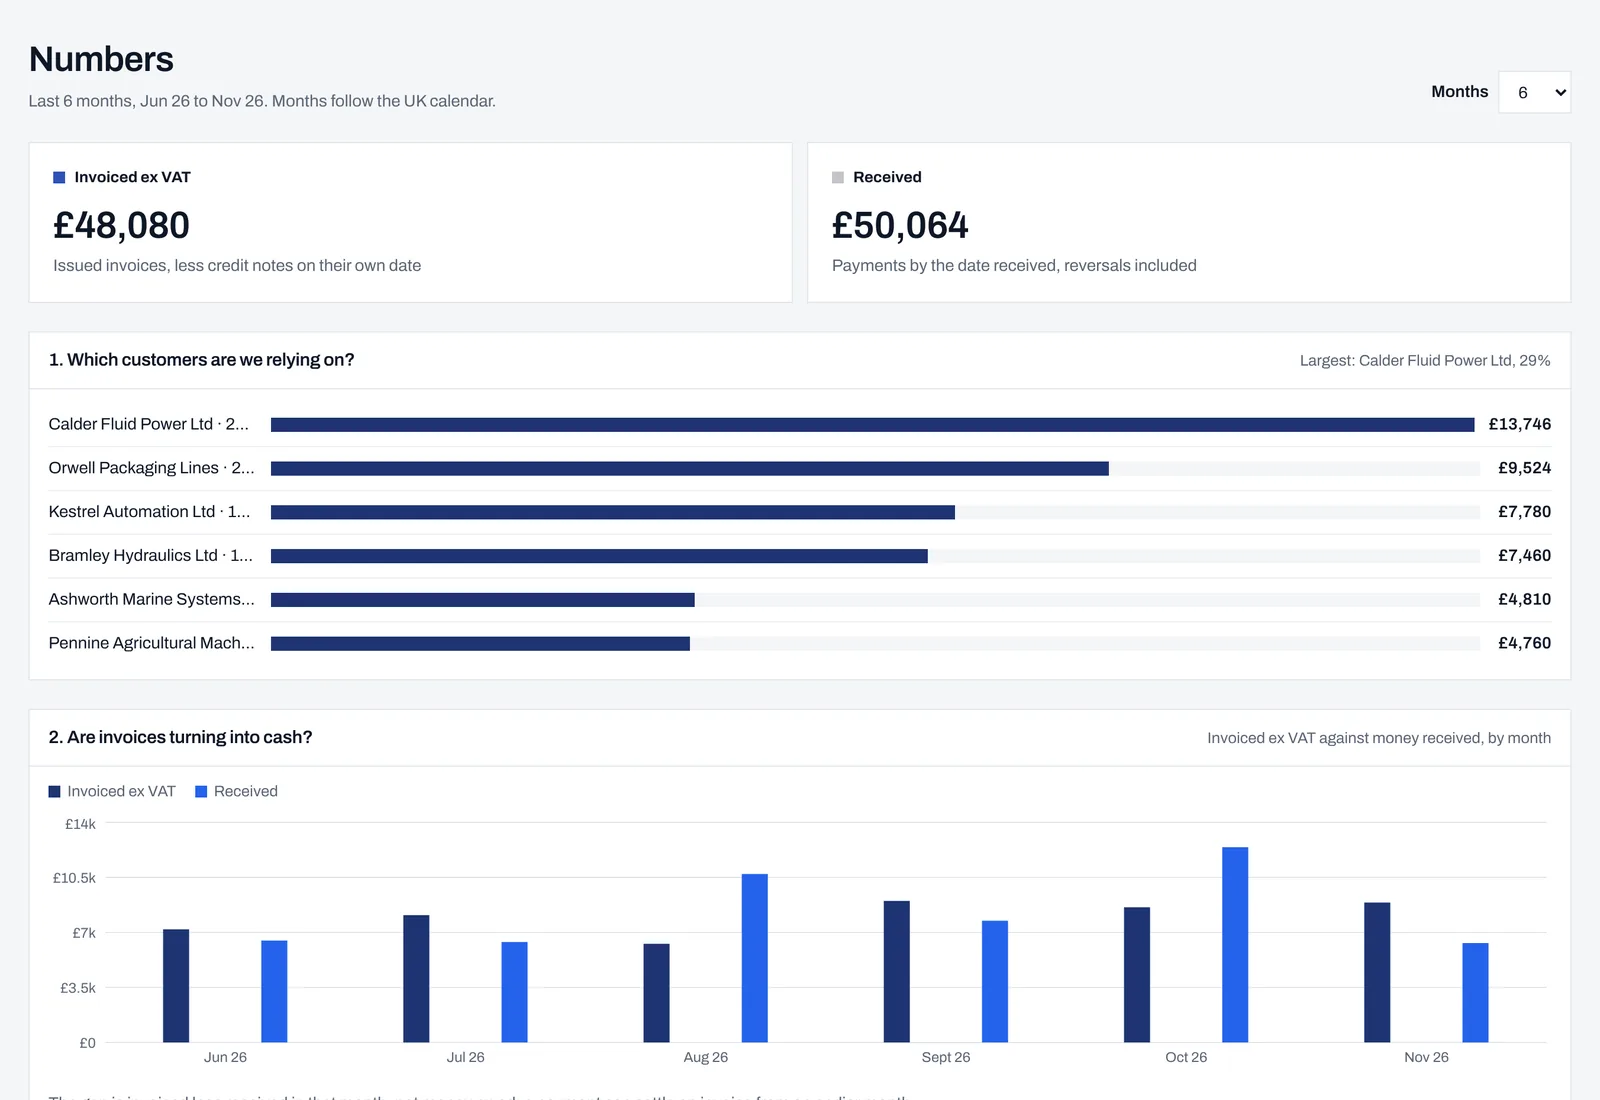 Numbers
Last 6 months, Jun 26 to Nov 26. Months follow the UK calendar.
Months 6
Invoiced ex VAT
£48,080
Issued invoices, less credit notes on their own date
Received
£50,064
Payments by the date received, reversals included
1. Which customers are we relying on?
Largest: Calder Fluid Power Ltd, 29%
Calder Fluid Power Ltd · 2... £13,746
Orwell Packaging Lines · 2... £9,524
Kestrel Automation Ltd · 1... £7,780
Bramley Hydraulics Ltd · 1... £7,460
Ashworth Marine Systems... £4,810
Pennine Agricultural Mach... £4,760
2. Are invoices turning into cash?
Invoiced ex VAT against money received, by month
Invoiced ex VAT Received
£14k
£10.5k
£7k
£3.5k
£0
Jun 26 Jul 26 Aug 26 Sept 26 Oct 26 Nov 26